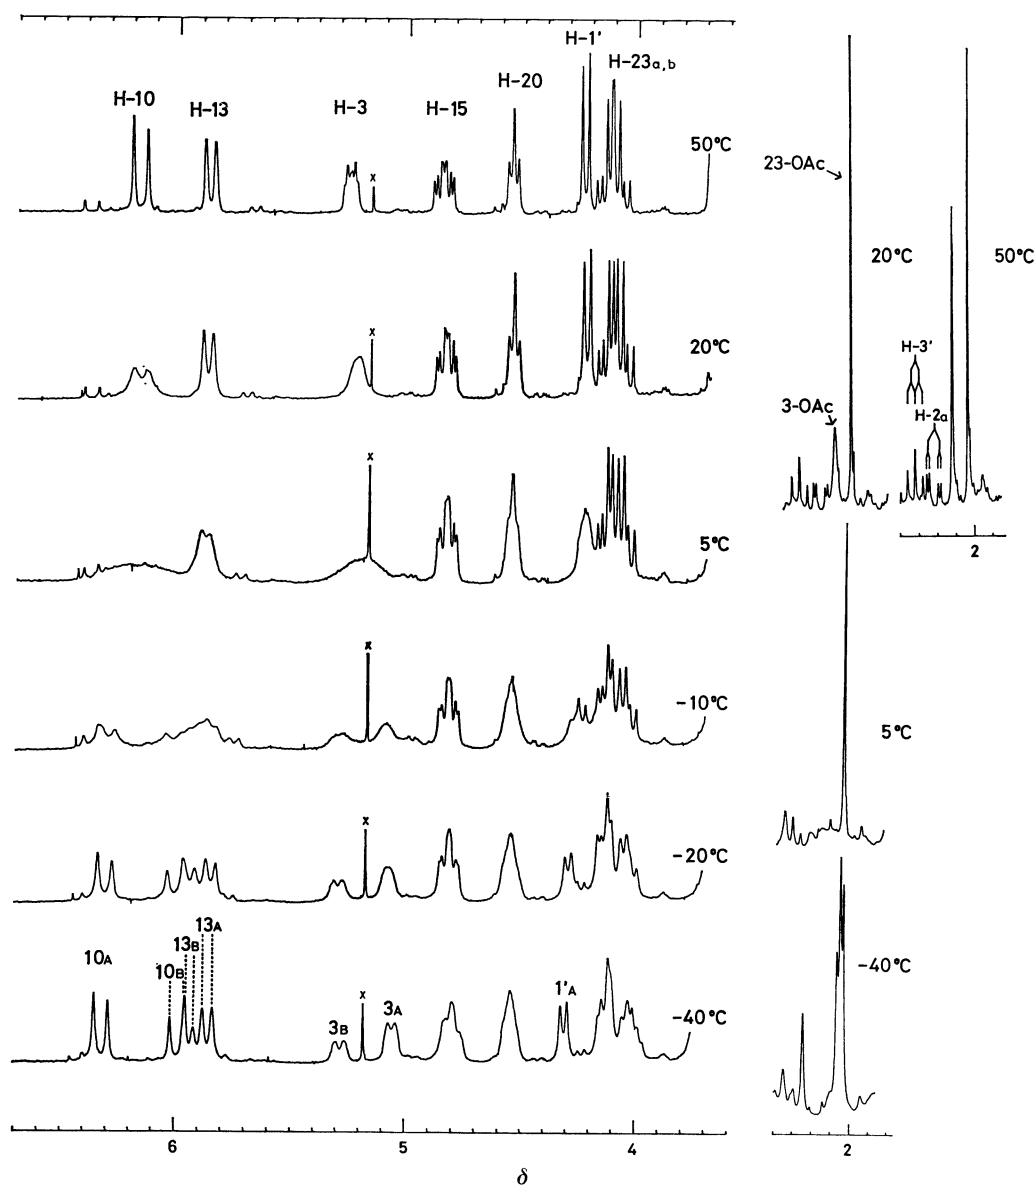 H-10
H-13
H-3
H-15
H-20
H-1'
H-23a,b
x
50°C
x
20°C
x
5°C
x
-10°C
x
-20°C
10A
10B
13B
13A
3B
x
3A
1'A
-40°C
6
5
4
δ
23-OAc
20°C
50°C
H-3'
3-OAc
H-2a
2
5°C
-40°C
2